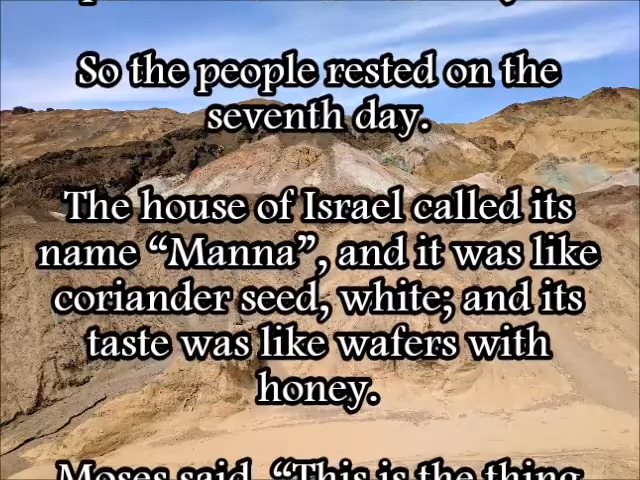 So the people rested on the
seventh day.
The house of Israel called its
name “Manna”, and it was like
coriander seed, white; and its
taste was like wafers with
honey.
Moses said, “This is the thing